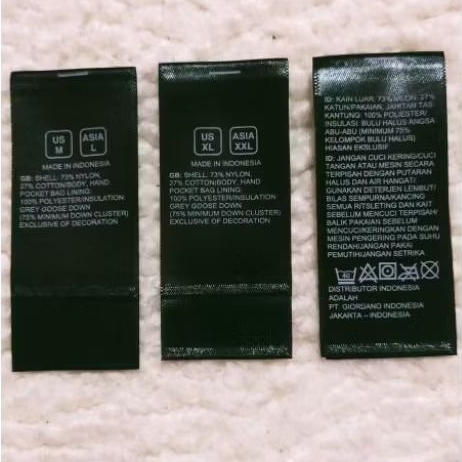 US
M
ASIA
L
MADE IN INDONESIA
GB: SHELL: 73% NYLON,
27% COTTON/BODY, HAND
POCKET BAG LINING:
100% POLYESTER/INSULATION:
GREY GOOSE DOWN
(75% MINIMUM DOWN CLUSTER)
EXCLUSIVE OF DECORATION
US
XL
ASIA
XXL
MADE IN INDONESIA
GB: SHELL: 73% NYLON,
27% COTTON/BODY, HAND
POCKET BAG LINING:
100% POLYESTER/INSULATION:
GREY GOOSE DOWN
(75% MINIMUM DOWN CLUSTER)
EXCLUSIVE OF DECORATION
ID: KAIN LUAR: 73% NILON, 27%
KATUN/PAKAIAN, JAHITAN TAS
KANTUNG: 100% POLIESTER/
INSULASI: BULU HALUS ANGSA
ABU-ABU (MINIMUM 75%
KELOMPOK BULU HALUS)
HIASAN EKSLUSIF
ID: JANGAN CUCI KERING/CUCI
TANGAN ATAU MESIN SECARA
TERPISAH DENGAN PUTARAN
HALUS DAN AIR HANGAT/
GUNAKAN DETERJEN LEMBUT/
BILAS SEMPURNA/KANCING
SEMUA RITSLETING DAN KAIT
SEBELUM MENCUCI TERPISAH/
BALIK PAKAIAN SEBELUM
MENCUCI/KERINGKAN DENGAN
MESIN PENGERING PADA SUHU
RENDAH/JANGAN PAKAI
PEMUTIH/JANGAN SETRIKA
40
DISTRIBUTOR INDONESIA
ADALAH
PT. GIORDANO INDONESIA
JAKARTA – INDONESIA